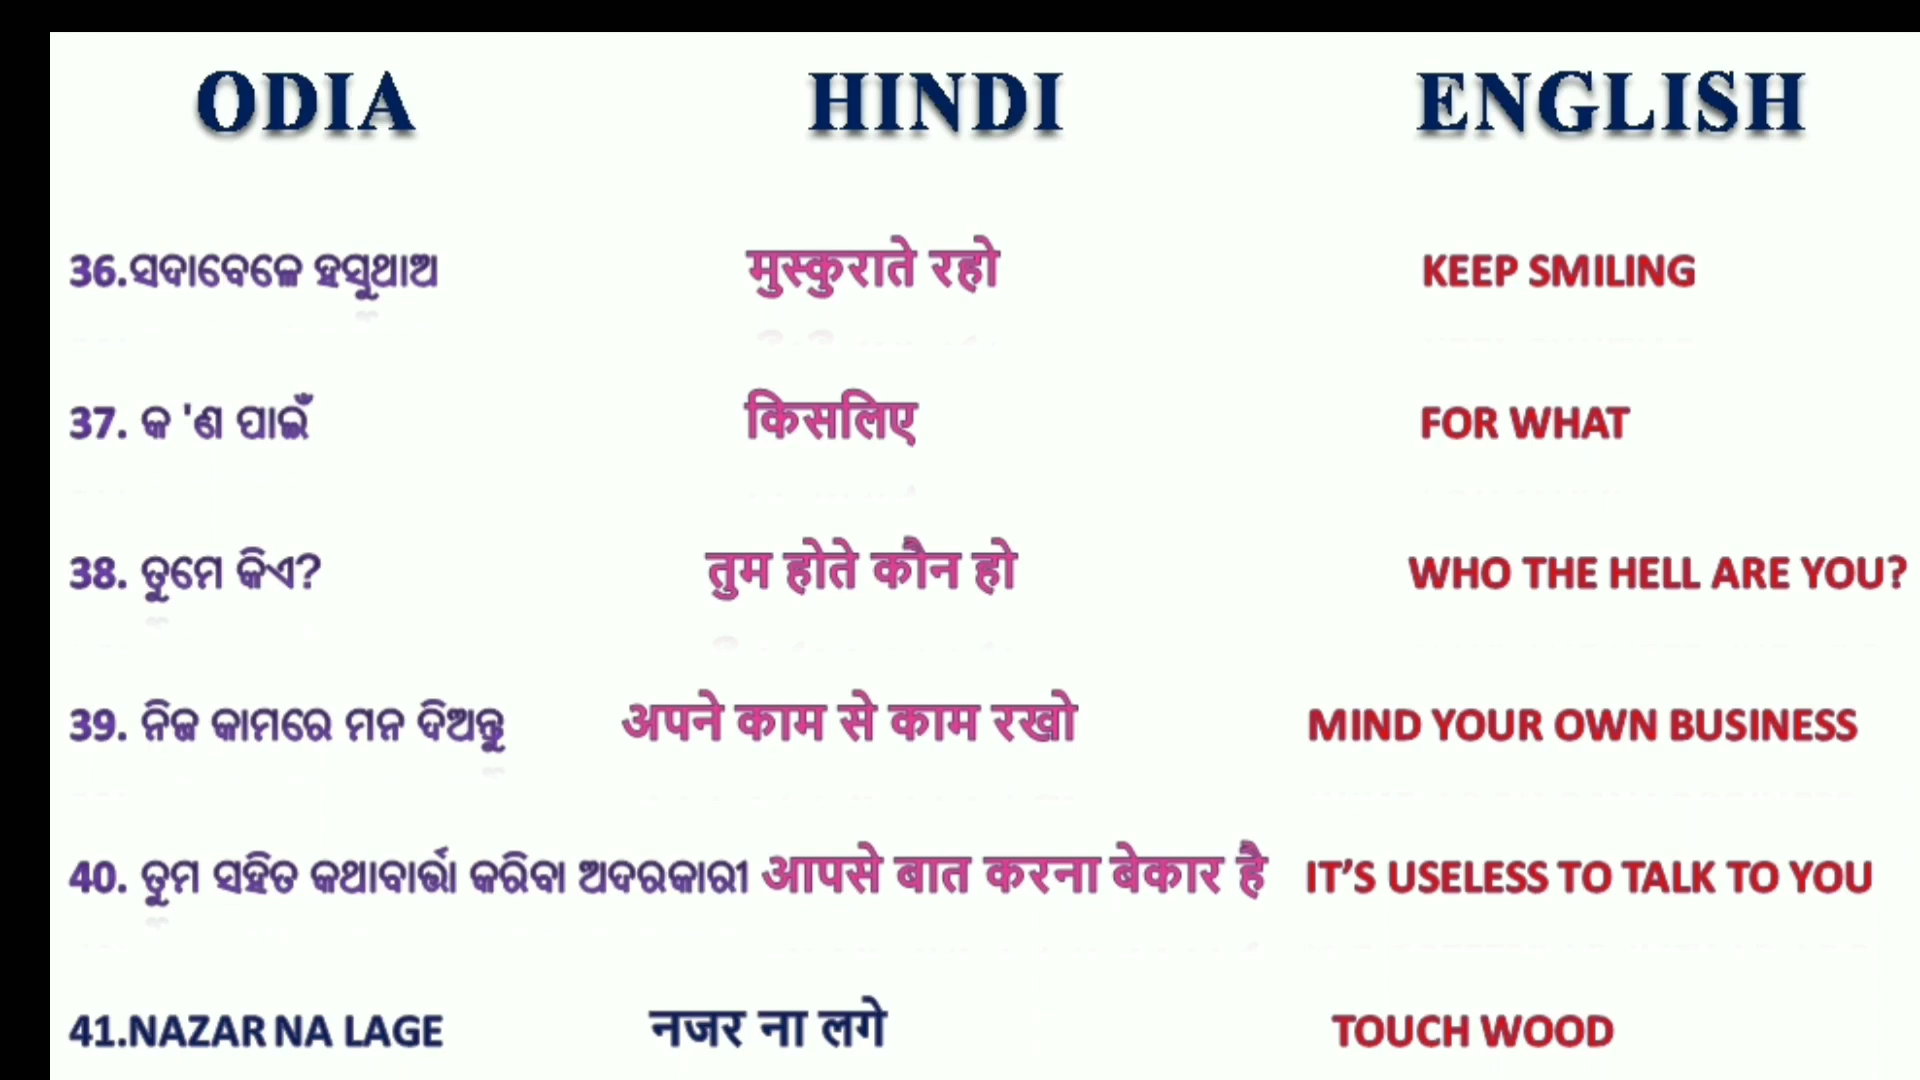 ODIA HINDI ENGLISH
36.ସଦାବେଳେ ହସୁଥାଅ मुस्कुराते रहो KEEP SMILING
37. କ 'ଣ ପାଇଁ किसलिए FOR WHAT
38. ତୁମେ କିଏ? तुम होते कौन हो WHO THE HELL ARE YOU?
39. ନିଜ କାମରେ ମନ ଦିଅନ୍ତୁ अपने काम से काम रखो MIND YOUR OWN BUSINESS
40. ତୁମ ସହିତ କଥାବାର୍ତ୍ତା କରିବା ଅଦରକାରୀ आपसे बात करना बेकार है IT’S USELESS TO TALK TO YOU
41.NAZAR NA LAGE नजर ना लगे TOUCH WOOD